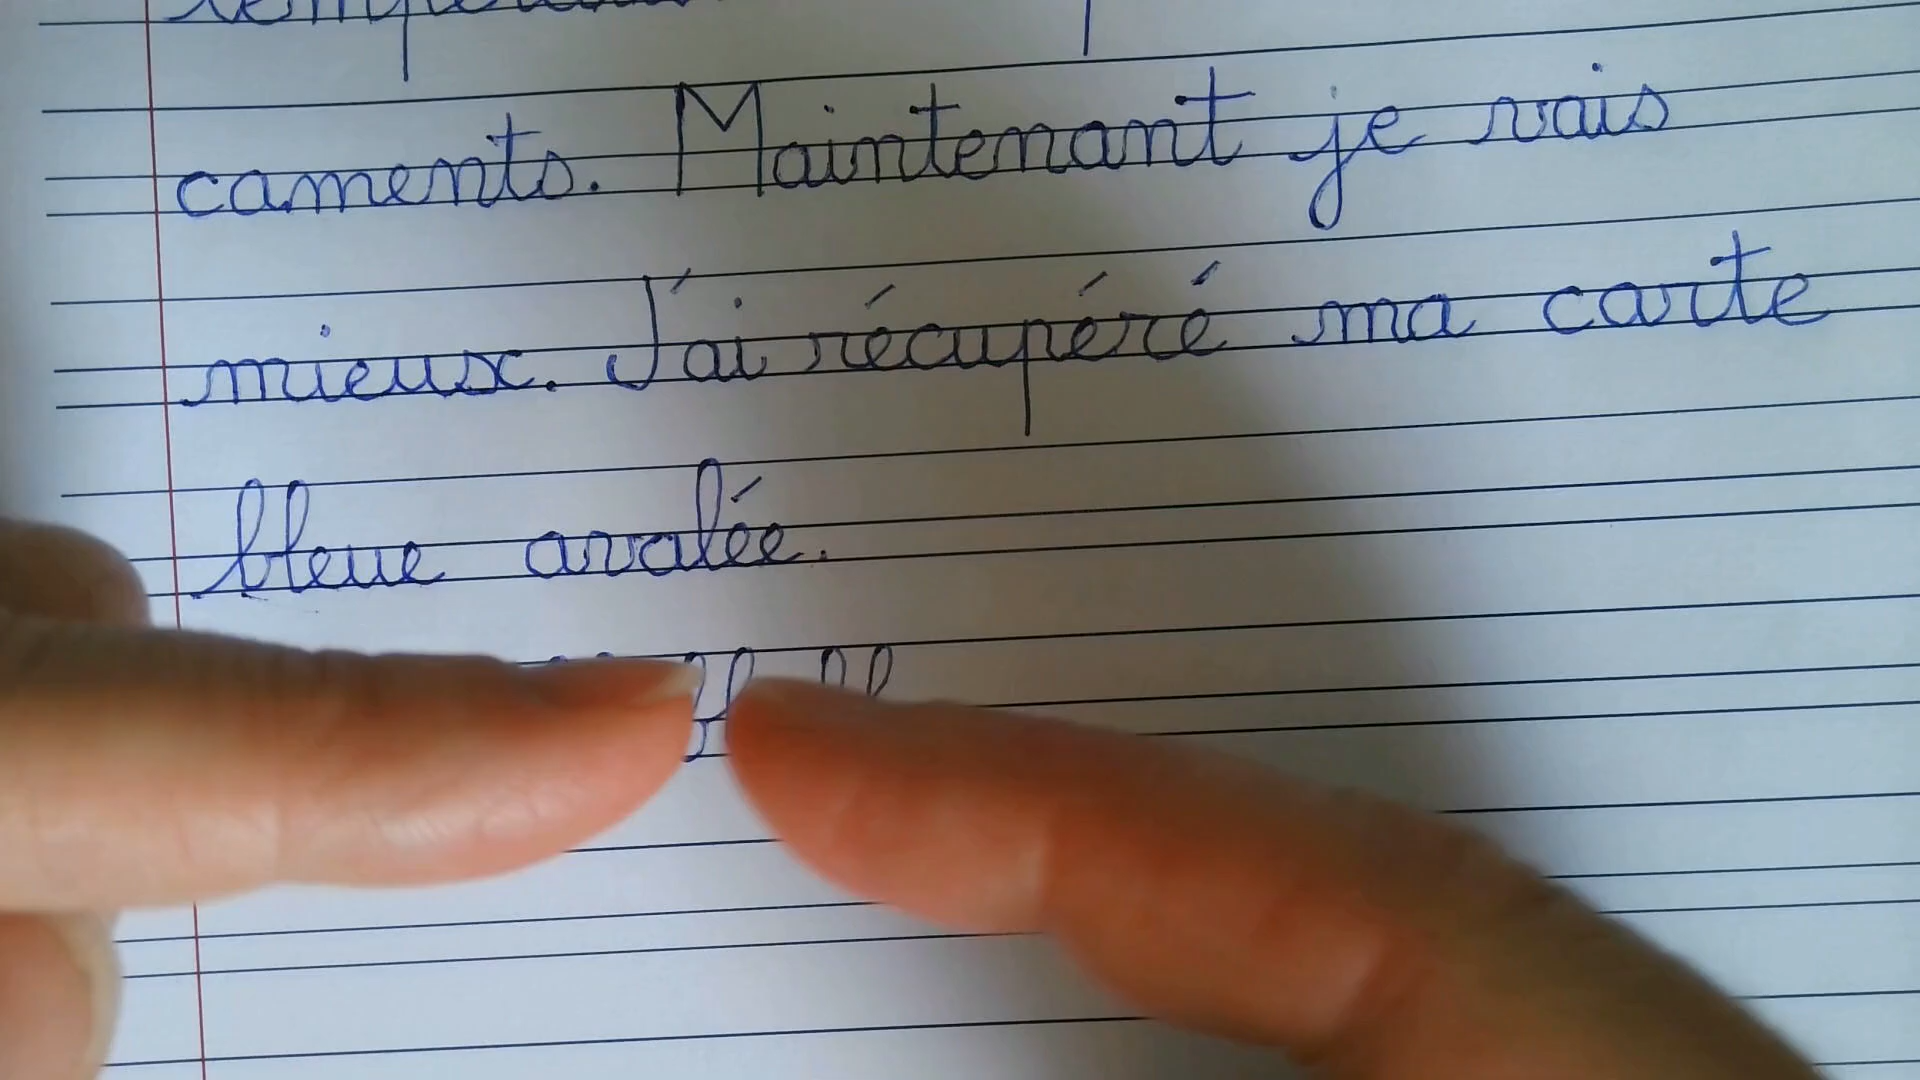 caments. Maintenant je vais
mieux. J'ai récupéré ma carte
bleue avalée.